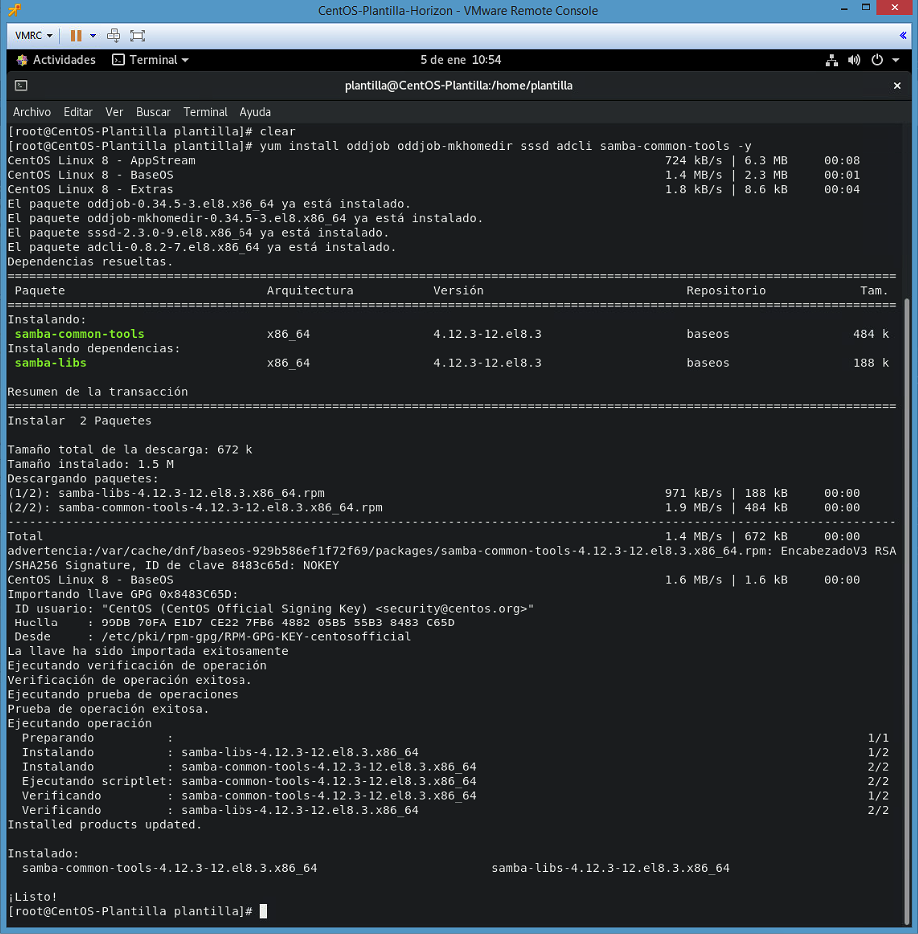 CentOS-Plantilla-Horizon - VMware Remote Console
VMRC
Actividades Terminal 5 de ene 10:54
plantilla@CentOS-Plantilla:/home/plantilla
Archivo Editar Ver Buscar Terminal Ayuda
[root@CentOS-Plantilla plantilla]# clear
[root@CentOS-Plantilla plantilla]# yum install oddjob oddjob-mkhomedir sssd adcli samba-common-tools -y
CentOS Linux 8 - AppStream 724 kB/s | 6.3 MB 00:08
CentOS Linux 8 - BaseOS 1.4 MB/s | 2.3 MB 00:01
CentOS Linux 8 - Extras 1.8 kB/s | 8.6 kB 00:04
El paquete oddjob-0.34.5-3.el8.x86_64 ya está instalado.
El paquete oddjob-mkhomedir-0.34.5-3.el8.x86_64 ya está instalado.
El paquete sssd-2.3.0-9.el8.x86_64 ya está instalado.
El paquete adcli-0.8.2-7.el8.x86_64 ya está instalado.
Dependencias resueltas.
================================================================================
Paquete Arquitectura Versión Repositorio Tam.
================================================================================
Instalando:
samba-common-tools x86_64 4.12.3-12.el8.3 baseos 484 k
Instalando dependencias:
samba-libs x86_64 4.12.3-12.el8.3 baseos 188 k
Resumen de la transacción
================================================================================
Instalar 2 Paquetes
Tamaño total de la descarga: 672 k
Tamaño instalado: 1.5 M
Descargando paquetes:
(1/2): samba-libs-4.12.3-12.el8.3.x86_64.rpm 971 kB/s | 188 kB 00:00
(2/2): samba-common-tools-4.12.3-12.el8.3.x86_64.rpm 1.9 MB/s | 484 kB 00:00
--------------------------------------------------------------------------------
Total 1.4 MB/s | 672 kB 00:00
advertencia:/var/cache/dnf/baseos-929b586ef1f72f69/packages/samba-common-tools-4.12.3-12.el8.3.x86_64.rpm: EncabezadoV3 RSA
/SHA256 Signature, ID de clave 8483c65d: NOKEY
CentOS Linux 8 - BaseOS 1.6 MB/s | 1.6 kB 00:00
Importando llave GPG 0x8483C65D:
ID usuario: "CentOS (CentOS Official Signing Key) <security@centos.org>"
Huella : 99DB 70FA E1D7 CE22 7FB6 4882 05B5 55B3 8483 C65D
Desde : /etc/pki/rpm-gpg/RPM-GPG-KEY-centosofficial
La llave ha sido importada exitosamente
Ejecutando verificación de operación
Verificación de operación exitosa.
Ejecutando prueba de operaciones
Prueba de operación exitosa.
Ejecutando operación
Preparando : 1/1
Instalando : samba-libs-4.12.3-12.el8.3.x86_64 1/2
Instalando : samba-common-tools-4.12.3-12.el8.3.x86_64 2/2
Ejecutando scriptlet: samba-common-tools-4.12.3-12.el8.3.x86_64 2/2
Verificando : samba-common-tools-4.12.3-12.el8.3.x86_64 1/2
Verificando : samba-libs-4.12.3-12.el8.3.x86_64 2/2
Installed products updated.
Instalado:
samba-common-tools-4.12.3-12.el8.3.x86_64 samba-libs-4.12.3-12.el8.3.x86_64
¡Listo!
[root@CentOS-Plantilla plantilla]#